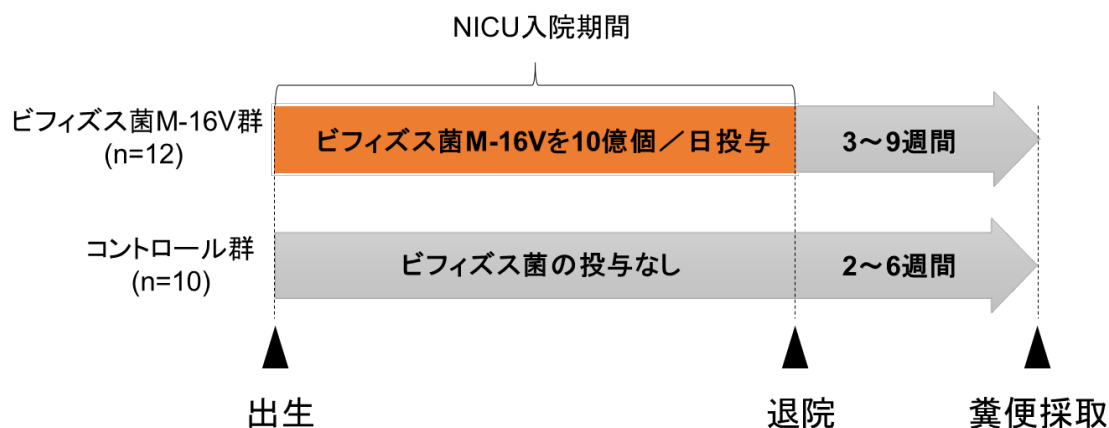 NICU入院期間
ビフィズス菌M-16V群
(n=12)
ビフィズス菌M-16Vを10億個／日投与
3～9週間
コントロール群
(n=10)
ビフィズス菌の投与なし
2～6週間
出生
退院
糞便採取